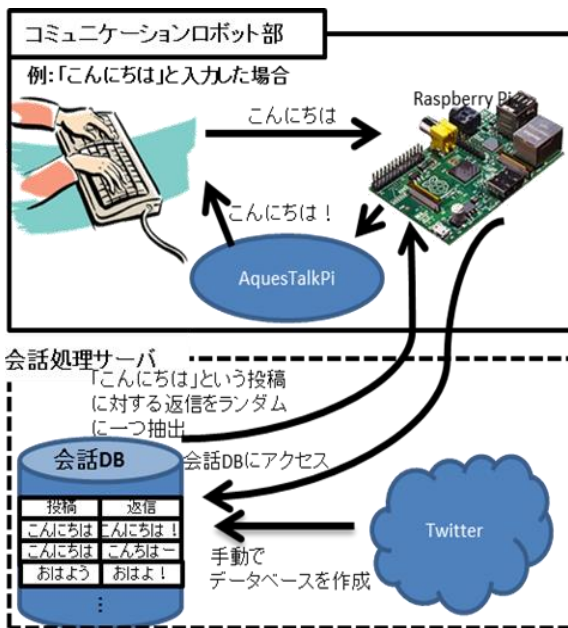 コミュニケーションロボット部
例:「こんにちは」と入力した場合
こんにちは
Raspberry Pi
こんにちは！
AquesTalkPi
会話処理サーバ
「こんにちは」という投稿
に対する返信をランダム
に一つ抽出
会話DB
会話DBにアクセス
投稿 返信
こんにちは こんにちは！
こんにちは こんちはー
おはよう おはよ！
⋮
Twitter
手動で
データベースを作成